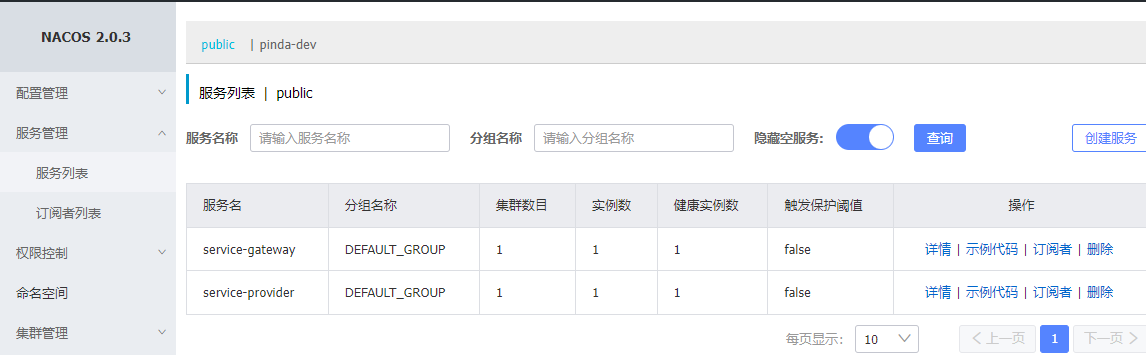 NACOS 2.0.3
配置管理
服务管理
服务列表
订阅者列表
权限控制
命名空间
集群管理
public | pinda-dev
服务列表 | public
服务名称 请输入服务名称 分组名称 请输入分组名称 隐藏空服务: 查询 创建服务
服务名 分组名称 集群数目 实例数 健康实例数 触发保护阈值 操作
service-gateway DEFAULT_GROUP 1 1 1 false 详情 | 示例代码 | 订阅者 | 删除
service-provider DEFAULT_GROUP 1 1 1 false 详情 | 示例代码 | 订阅者 | 删除
每页显示: 10 上一页 1 下一页